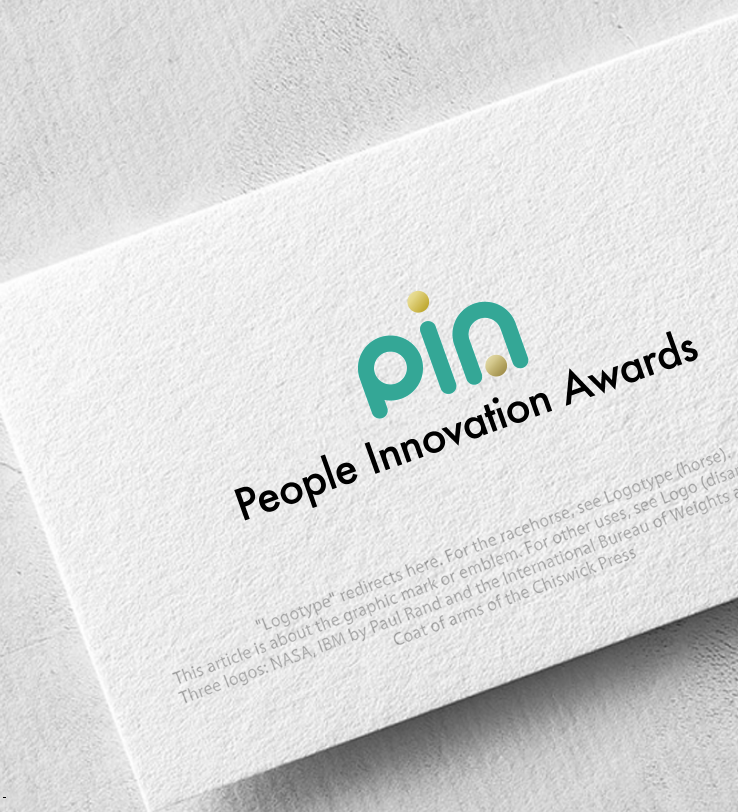 pin
People Innovation Awards
"Logotype" redirects here. For the racehorse, see Logotype (horse).
This article is about the graphic mark or emblem. For other uses, see Logo
Three logos: NASA, IBM by Paul Rand and the International Bureau of Weights
Coat of arms of the Chiswick Press